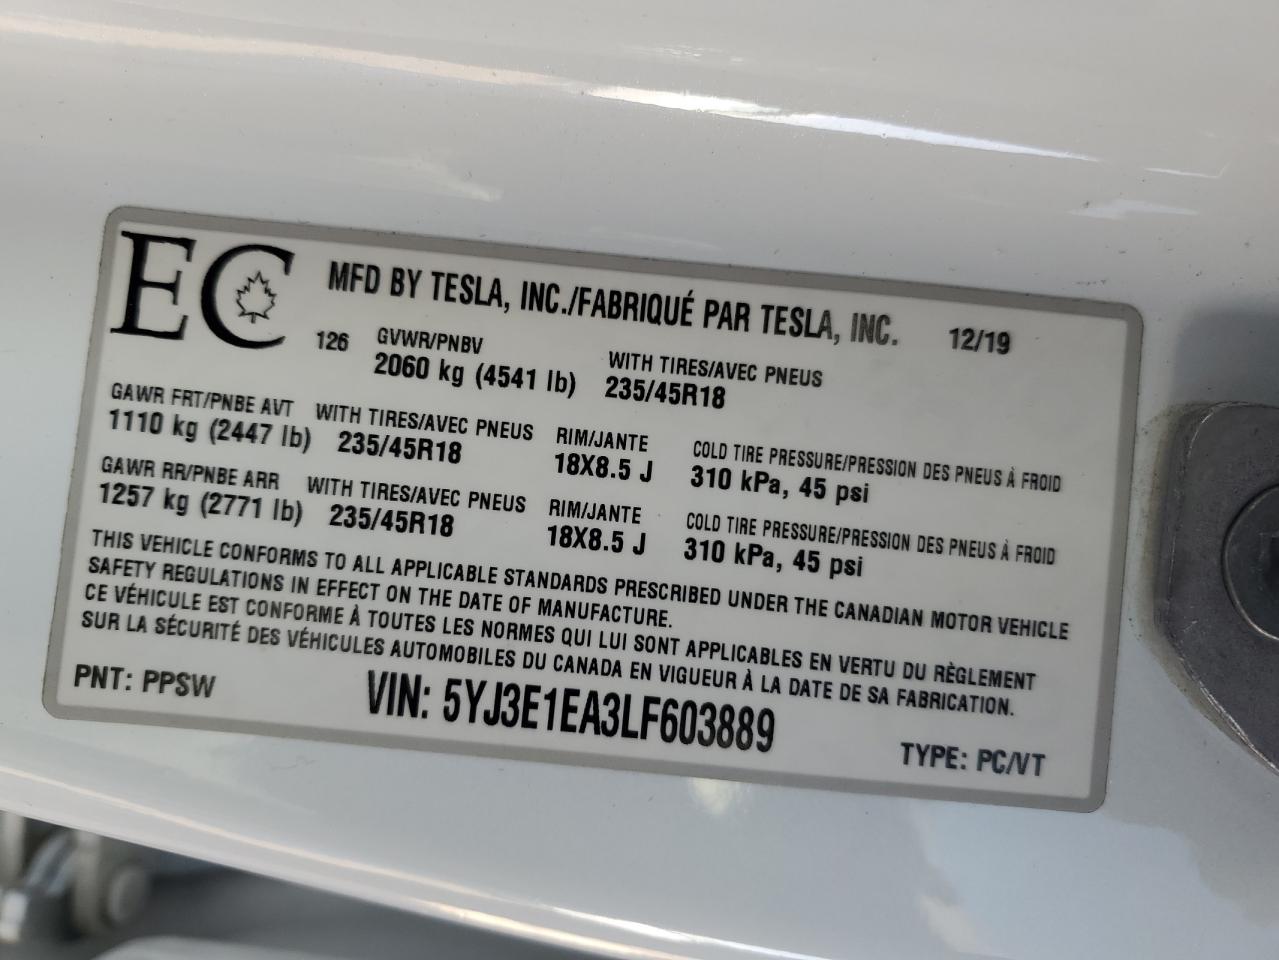 EC MFD BY TESLA, INC./FABRIQUÉ PAR TESLA, INC. 12/19
126 GVWR/PNBV WITH TIRES/AVEC PNEUS
2060 kg (4541 lb) 235/45R18
GAWR FRT/PNBE AVT WITH TIRES/AVEC PNEUS RIM/JANTE COLD TIRE PRESSURE/PRESSION DES PNEUS À FROID
1110 kg (2447 lb) 235/45R18 18X8.5 J 310 kPa, 45 psi
GAWR RR/PNBE ARR WITH TIRES/AVEC PNEUS RIM/JANTE COLD TIRE PRESSURE/PRESSION DES PNEUS À FROID
1257 kg (2771 lb) 235/45R18 18X8.5 J 310 kPa, 45 psi
THIS VEHICLE CONFORMS TO ALL APPLICABLE STANDARDS PRESCRIBED UNDER THE CANADIAN MOTOR VEHICLE
SAFETY REGULATIONS IN EFFECT ON THE DATE OF MANUFACTURE.
CE VÉHICULE EST CONFORME À TOUTES LES NORMES QUI LUI SONT APPLICABLES EN VERTU DU RÈGLEMENT
SUR LA SÉCURITÉ DES VÉHICULES AUTOMOBILES DU CANADA EN VIGUEUR À LA DATE DE SA FABRICATION.
PNT: PPSW VIN: 5YJ3E1EA3LF603889 TYPE: PC/VT